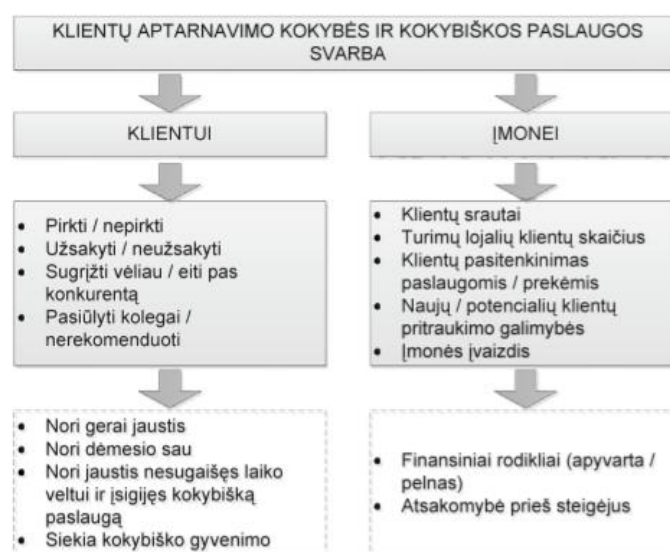 KLIENTŲ APTARNAVIMO KOKYBĖS IR KOKYBIŠKOS PASLAUGOS
SVARBA
KLIENTUI
ĮMONEI
• Pirkti / nepirkti
• Užsakyti / neužsakyti
• Sugrįžti vėliau / eiti pas
konkurentą
• Pasiūlyti kolegai /
nerekomenduoti
• Klientų srautai
• Turimų lojalių klientų skaičius
• Klientų pasitenkinimas
paslaugomis / prekėmis
• Naujų / potencialių klientų
pritraukimo galimybės
• Įmonės įvaizdis
• Nori gerai jaustis
• Nori dėmesio sau
• Nori jaustis nesugaišęs laiko
veltui ir įsigijęs kokybišką
paslaugą
• Siekia kokybiško gyvenimo
• Finansiniai rodikliai (apyvarta /
pelnas)
• Atsakomybė prieš steigėjus